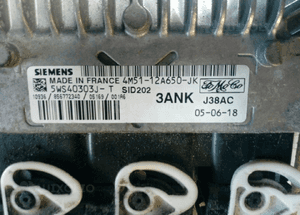 SIEMENS
MADE IN FRANCE 4M51-12A650-JK
5WS40303J-T SID202
3ANK J38AC
05-06-18